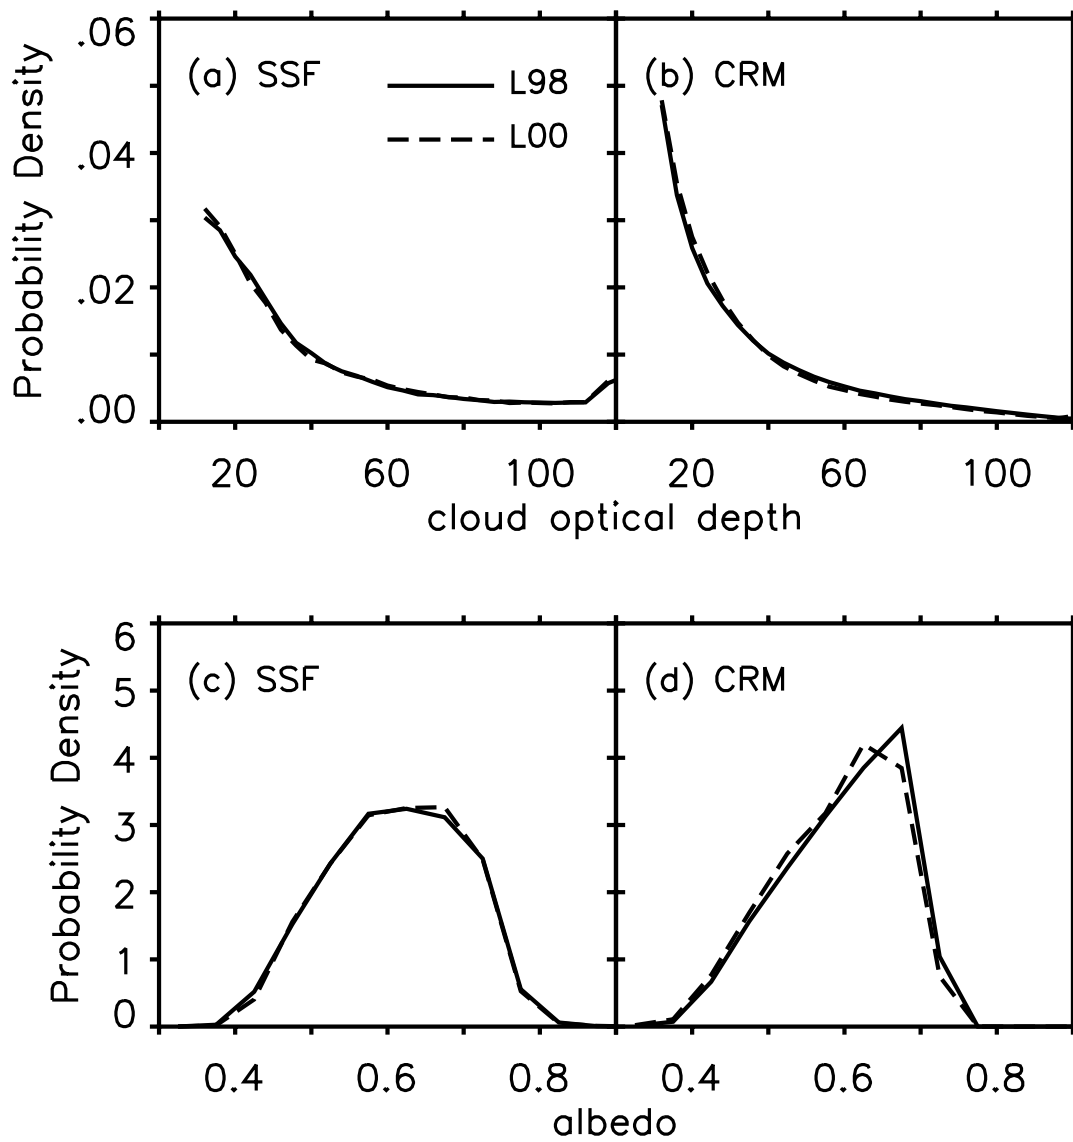 .06
.04
.02
.00
Probability Density
(a) SSF
L98
L00
(b) CRM
20 60 100 20 60 100
cloud optical depth
6
5
4
3
2
1
0
Probability Density
(c) SSF
(d) CRM
0.4 0.6 0.8 0.4 0.6 0.8
albedo